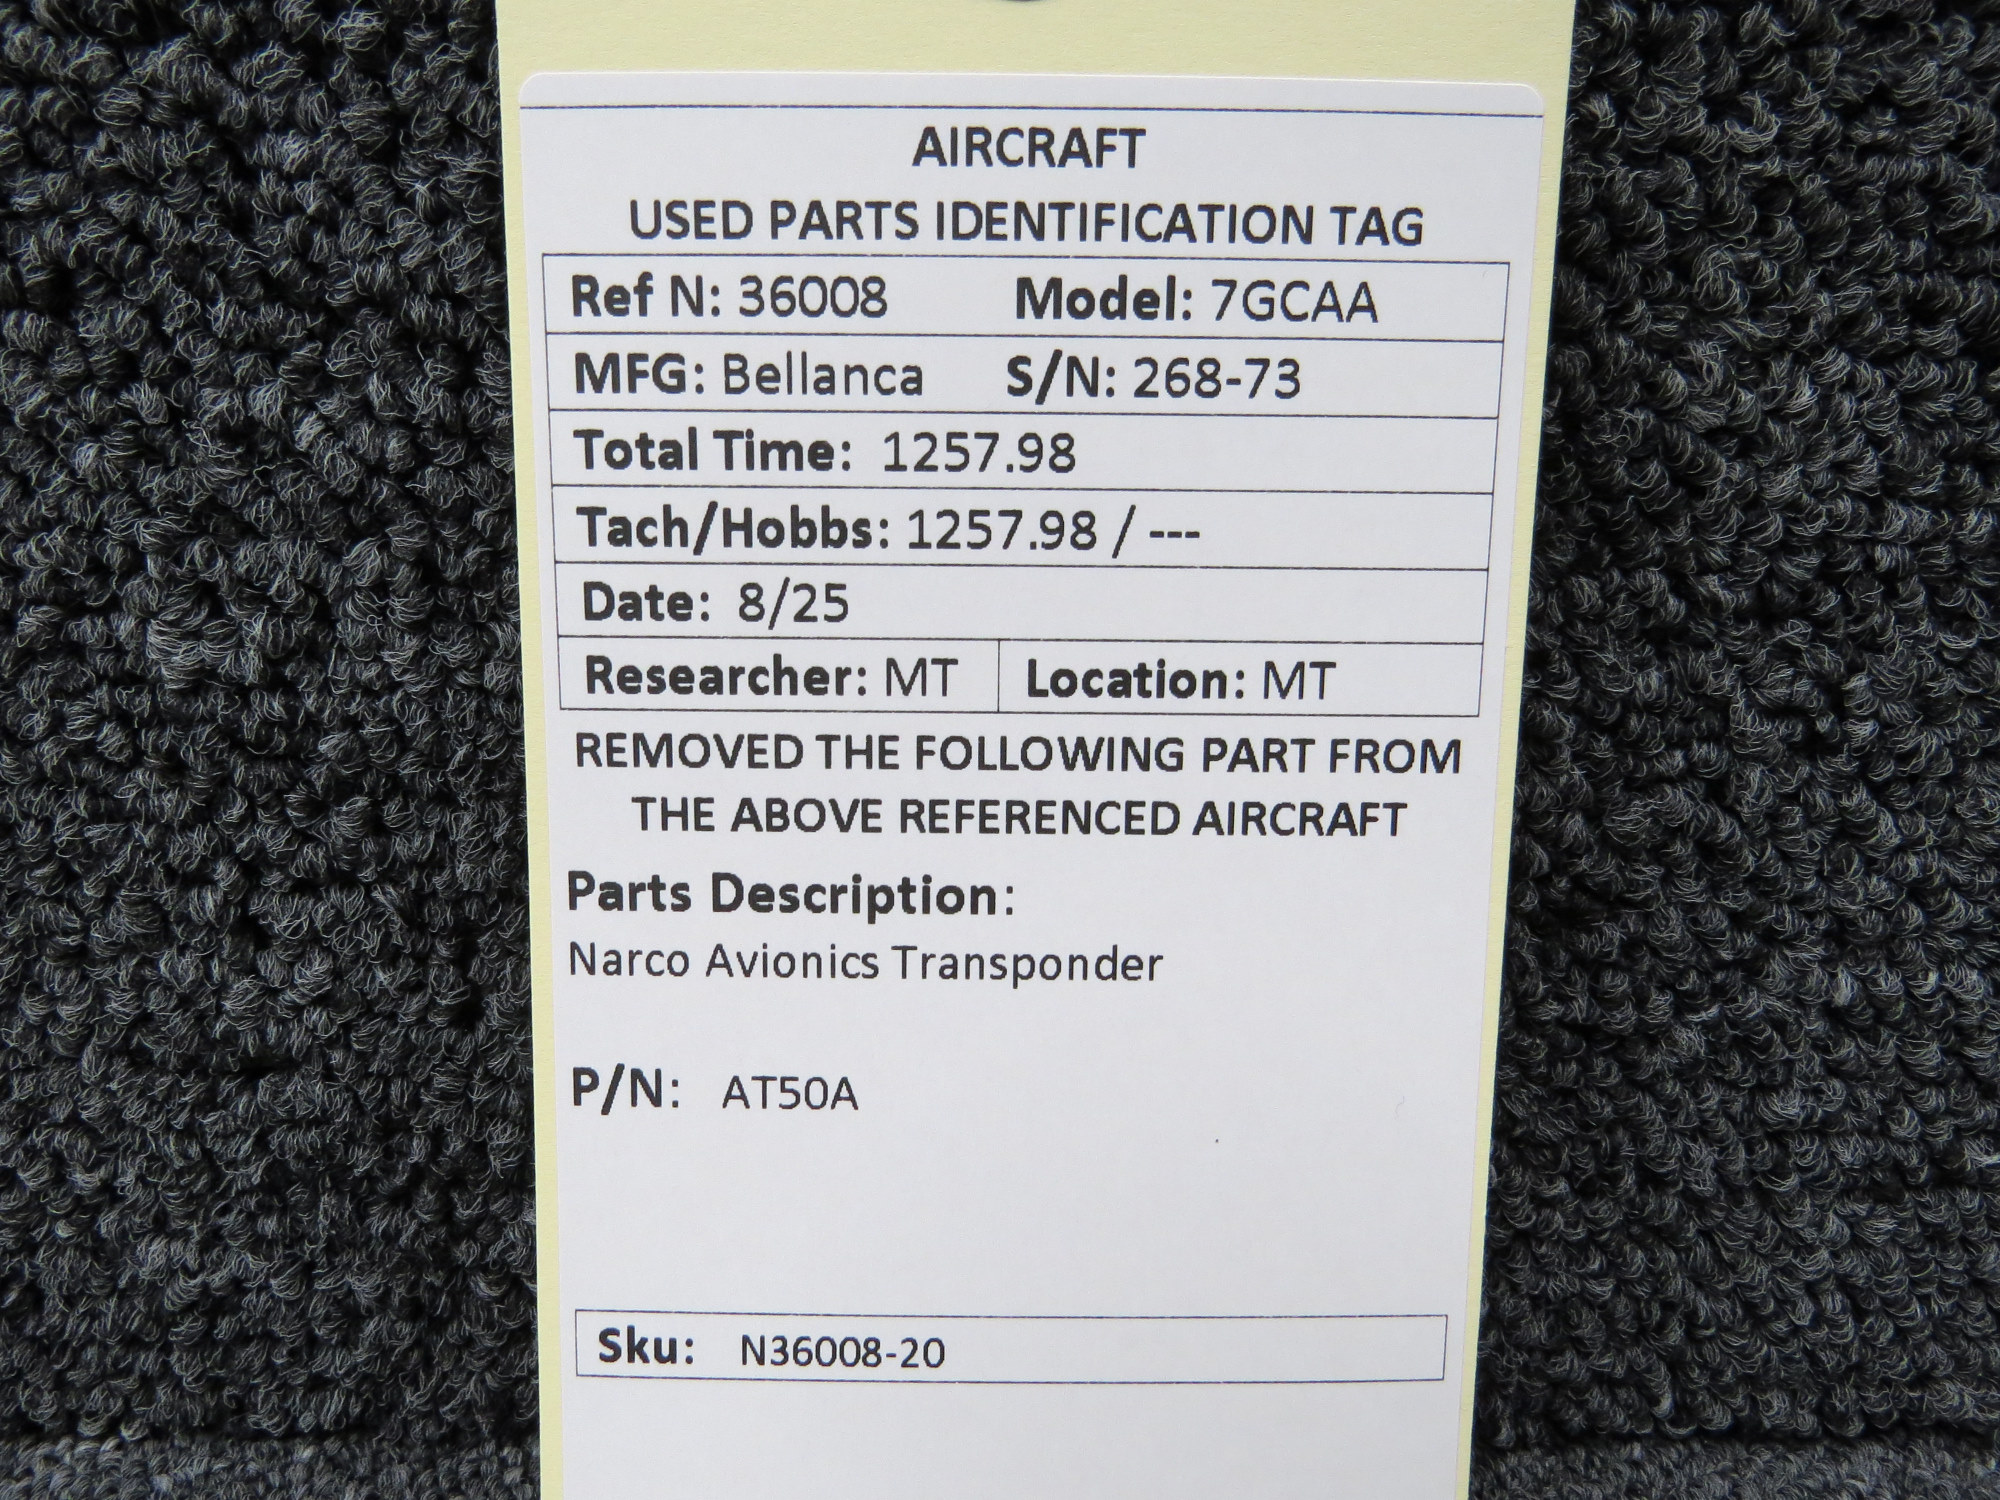 AIRCRAFT
USED PARTS IDENTIFICATION TAG
Ref N: 36008 Model: 7GCAA
MFG: Bellanca S/N: 268-73
Total Time: 1257.98
Tach/Hobbs: 1257.98 / ---
Date: 8/25
Researcher: MT Location: MT
REMOVED THE FOLLOWING PART FROM
THE ABOVE REFERENCED AIRCRAFT
Parts Description:
Narco Avionics Transponder
P/N: AT50A
Sku: N36008-20